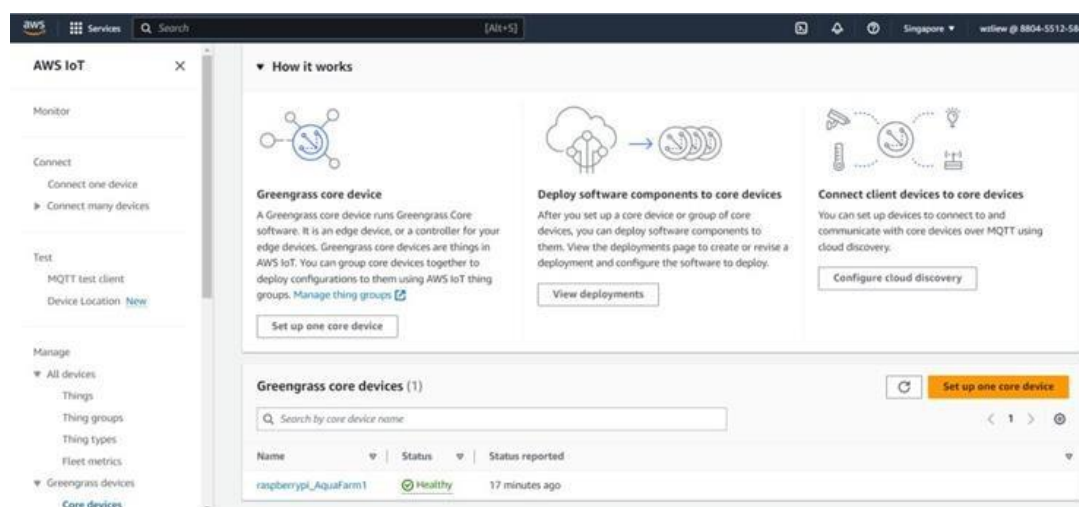 aws
Services
Search
[Alt+S]
Singapore ▼
wzliew @ 8804-5512-58
AWS IoT
Monitor
Connect
Connect one device
Connect many devices
Test
MQTT test client
Device Location New
Manage
All devices
Things
Thing groups
Thing types
Fleet metrics
Greengrass devices
Core devices
How it works
Greengrass core device
A Greengrass core device runs Greengrass Core
software. It is an edge device, or a controller for your
edge devices. Greengrass core devices are things in
AWS IoT. You can group core devices together to
deploy configurations to them using AWS IoT thing
groups. Manage thing groups
Set up one core device
Deploy software components to core devices
After you set up a core device or group of core
devices, you can deploy software components to
them. View the deployments page to create or revise a
deployment and configure the software to deploy.
View deployments
Connect client devices to core devices
You can set up devices to connect to and
communicate with core devices over MQTT using
cloud discovery.
Configure cloud discovery
Greengrass core devices (1)
Set up one core device
Search by core device name
1
Name
Status
Status reported
raspberrypi_AquaFarm1
Healthy
17 minutes ago